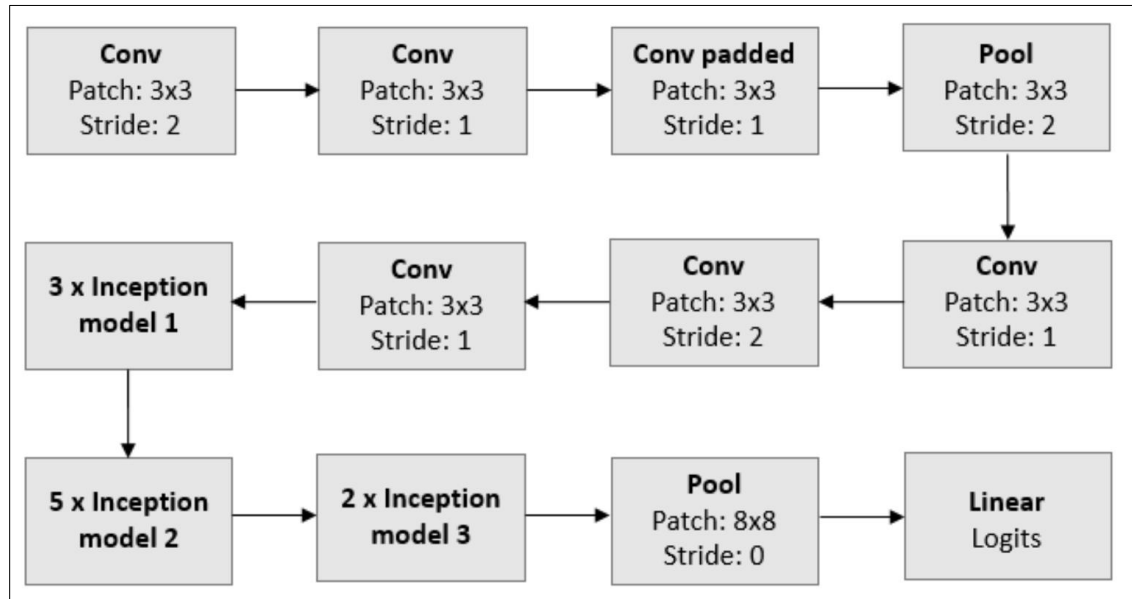 Conv
Patch: 3x3
Stride: 2
Conv
Patch: 3x3
Stride: 1
Conv padded
Patch: 3x3
Stride: 1
Pool
Patch: 3x3
Stride: 2
Conv
Patch: 3x3
Stride: 1
Conv
Patch: 3x3
Stride: 2
Conv
Patch: 3x3
Stride: 1
3 x Inception
model 1
5 x Inception
model 2
2 x Inception
model 3
Pool
Patch: 8x8
Stride: 0
Linear
Logits